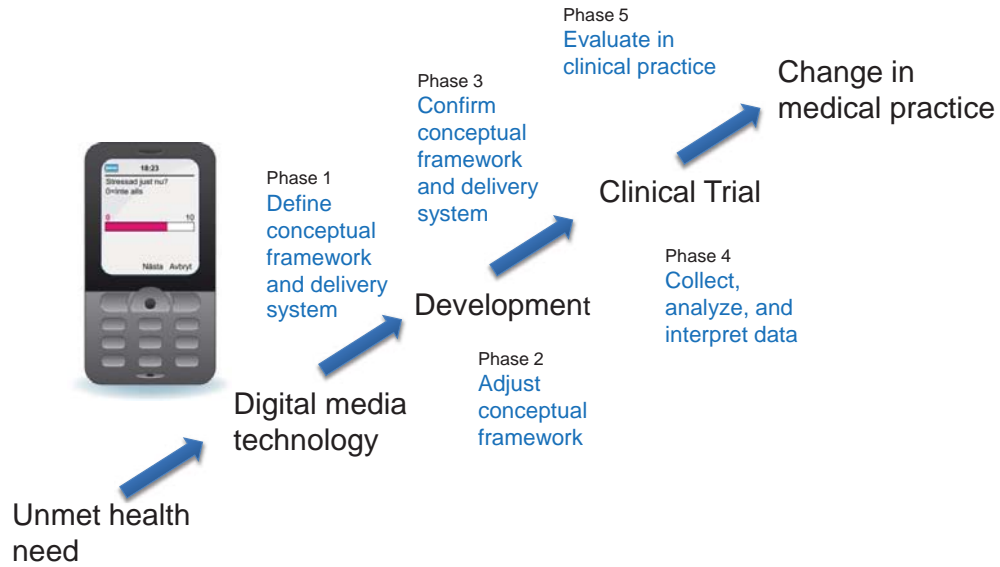 Phase 5
Evaluate in
clinical practice
Change in
medical practice
Phase 3
Confirm
conceptual
framework
and delivery
system
18:23
Stressad just nu?
0=Inte alls
0 10
Nästa Avbryt
Phase 1
Define
conceptual
framework
and delivery
system
Clinical Trial
Phase 4
Collect,
analyze, and
interpret data
Development
Phase 2
Adjust
conceptual
framework
Digital media
technology
Unmet health
need